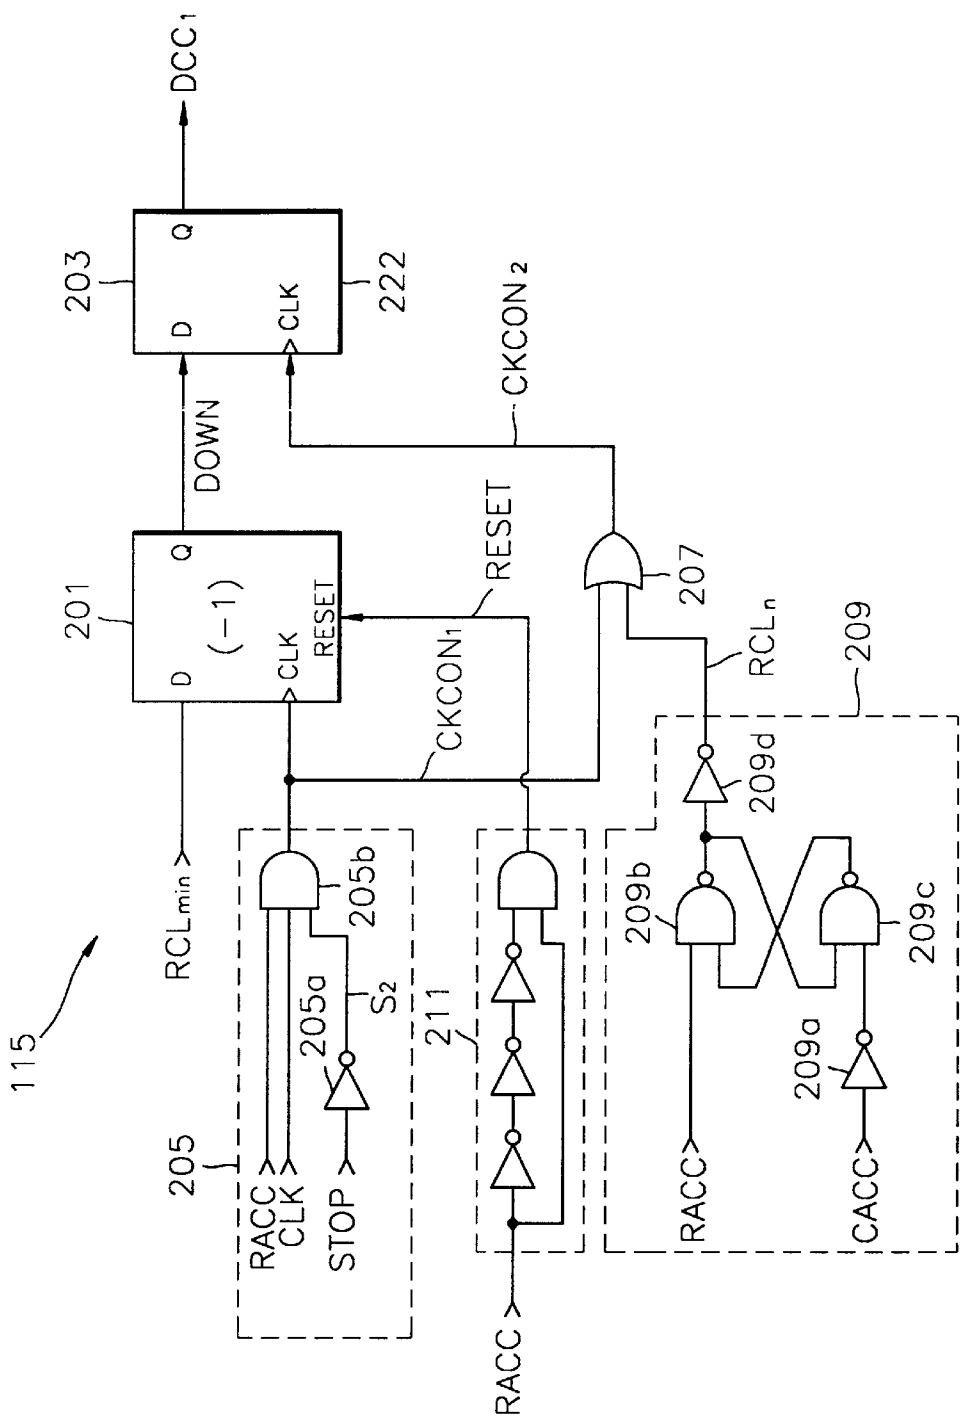 115
RCLmin
D
Q
201
(-1)
CLK
RESET
DOWN
D
Q
203
CLK
222
DCC1
205
RACC
CLK
STOP
205a
S2
205b
CKCON1
RESET
CKCON2
211
RACC
207
RCLn
209
RACC
CACC
209a
209b
209c
209d